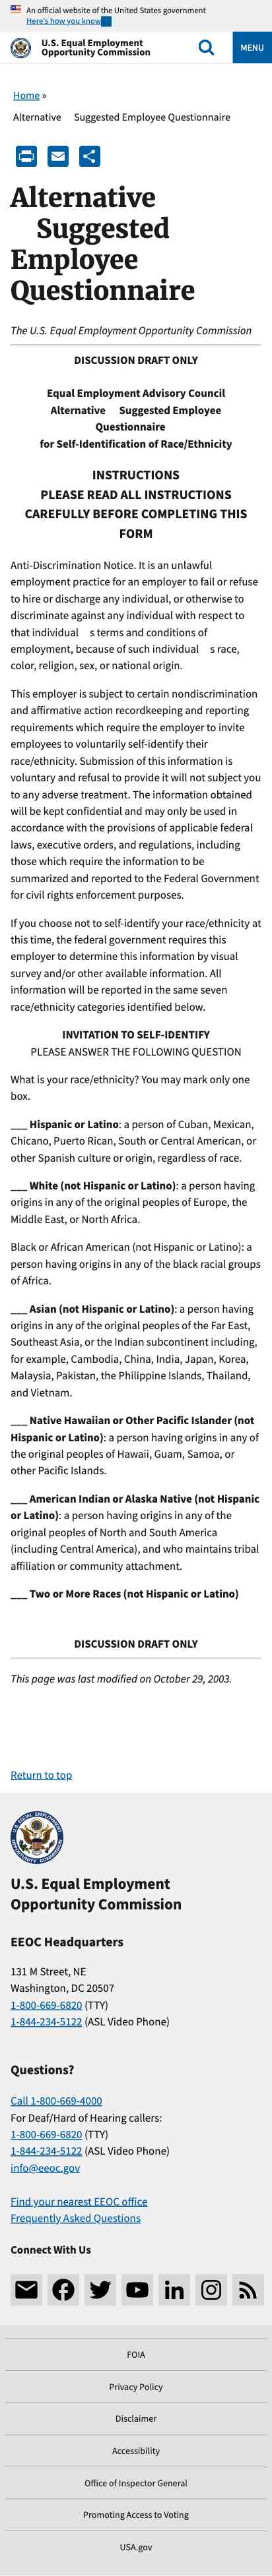 An official website of the United States government
Here's how you know
U.S. Equal Employment
Opportunity Commission
MENU
Home »
Alternative Suggested Employee Questionnaire
Alternative
Suggested
Employee
Questionnaire
The U.S. Equal Employment Opportunity Commission
DISCUSSION DRAFT ONLY
Equal Employment Advisory Council
Alternative Suggested Employee
Questionnaire
for Self-Identification of Race/Ethnicity
INSTRUCTIONS
PLEASE READ ALL INSTRUCTIONS
CAREFULLY BEFORE COMPLETING THIS
FORM
Anti-Discrimination Notice. It is an unlawful
employment practice for an employer to fail or refuse
to hire or discharge any individual, or otherwise to
discriminate against any individual with respect to
that individual s terms and conditions of
employment, because of such individual s race,
color, religion, sex, or national origin.
This employer is subject to certain nondiscrimination
and affirmative action recordkeeping and reporting
requirements which require the employer to invite
employees to voluntarily self-identify their
race/ethnicity. Submission of this information is
voluntary and refusal to provide it will not subject you
to any adverse treatment. The information obtained
will be kept confidential and may only be used in
accordance with the provisions of applicable federal
laws, executive orders, and regulations, including
those which require the information to be
summarized and reported to the Federal Government
for civil rights enforcement purposes.
If you choose not to self-identify your race/ethnicity at
this time, the federal government requires this
employer to determine this information by visual
survey and/or other available information. All
information will be reported in the same seven
race/ethnicity categories identified below.
INVITATION TO SELF-IDENTIFY
PLEASE ANSWER THE FOLLOWING QUESTION
What is your race/ethnicity? You may mark only one
box.
___ Hispanic or Latino: a person of Cuban, Mexican,
Chicano, Puerto Rican, South or Central American, or
other Spanish culture or origin, regardless of race.
___ White (not Hispanic or Latino): a person having
origins in any of the original peoples of Europe, the
Middle East, or North Africa.
Black or African American (not Hispanic or Latino): a
person having origins in any of the black racial groups
of Africa.
___ Asian (not Hispanic or Latino): a person having
origins in any of the original peoples of the Far East,
Southeast Asia, or the Indian subcontinent including,
for example, Cambodia, China, India, Japan, Korea,
Malaysia, Pakistan, the Philippine Islands, Thailand,
and Vietnam.
___ Native Hawaiian or Other Pacific Islander (not
Hispanic or Latino): a person having origins in any of
the original peoples of Hawaii, Guam, Samoa, or
other Pacific Islands.
___ American Indian or Alaska Native (not Hispanic
or Latino): a person having origins in any of the
original peoples of North and South America
(including Central America), and who maintains tribal
affiliation or community attachment.
___ Two or More Races (not Hispanic or Latino)
DISCUSSION DRAFT ONLY
This page was last modified on October 29, 2003.
Return to top
U.S. Equal Employment
Opportunity Commission
EEOC Headquarters
131 M Street, NE
Washington, DC 20507
1-800-669-6820 (TTY)
1-844-234-5122 (ASL Video Phone)
Questions?
Call 1-800-669-4000
For Deaf/Hard of Hearing callers:
1-800-669-6820 (TTY)
1-844-234-5122 (ASL Video Phone)
info@eeoc.gov
Find your nearest EEOC office
Frequently Asked Questions
Connect With Us
FOIA
Privacy Policy
Disclaimer
Accessibility
Office of Inspector General
Promoting Access to Voting
USA.gov